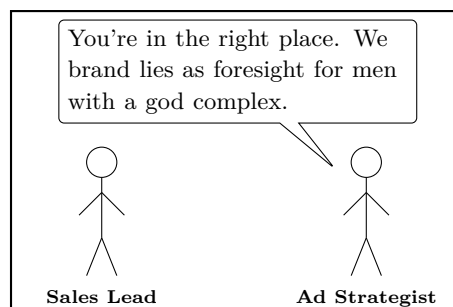 You're in the right place. We
brand lies as foresight for men
with a god complex.
Sales Lead
Ad Strategist